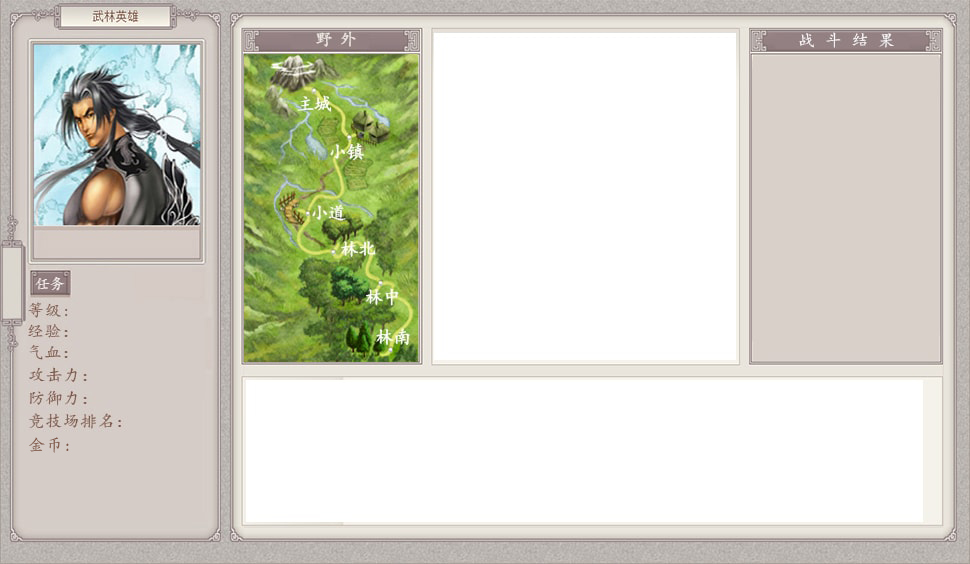 武林英雄
任务
等级：
经验：
气血：
攻击力：
防御力：
竞技场排名：
金币：
野外
主城
小镇
小道
林北
林中
林南
战斗结果